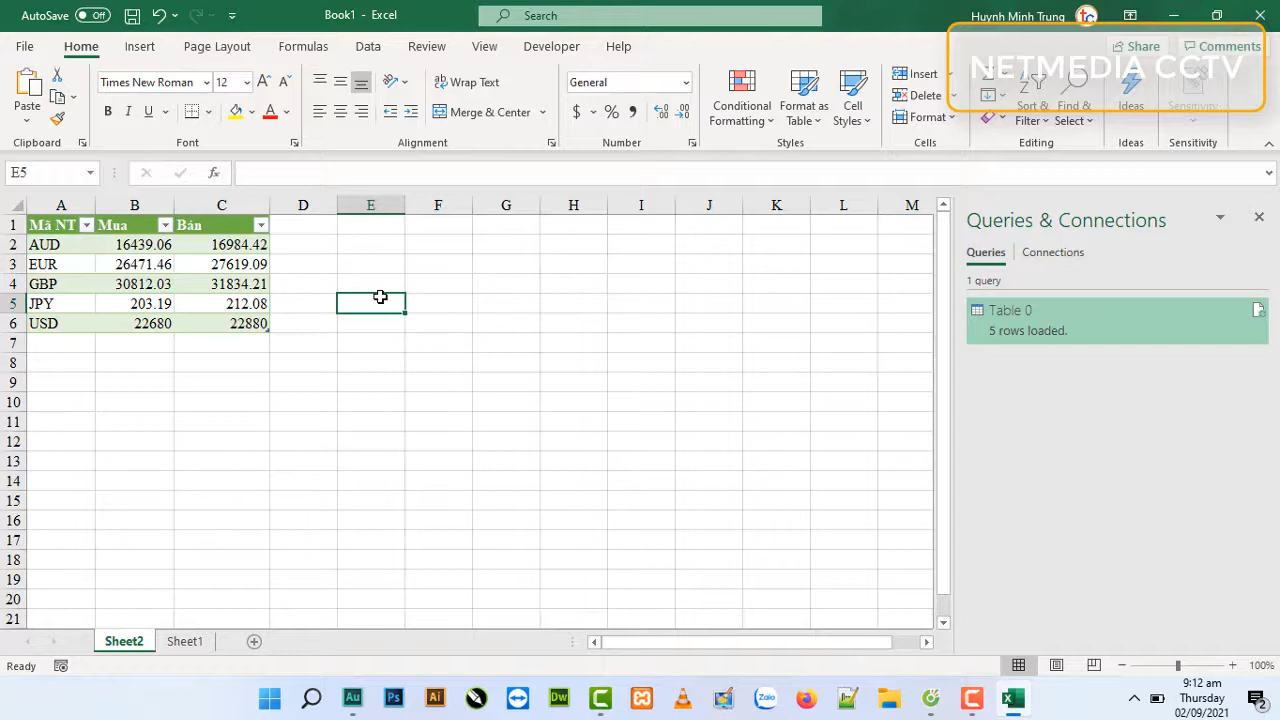 AutoSave Off Book1 - Excel Search Huynh Minh Trung
File Home Insert Page Layout Formulas Data Review View Developer Help Share Comments
NETMEDIA CCTV
Paste Times New Roman 12 Wrap Text General Conditional Formatting Format as Table Cell Styles Insert Sort & Filter Find & Select Ideas Sensitivity
B I U Merge & Center $ % Delete
Format
Clipboard Font Alignment Number Styles Cells Editing Ideas Sensitivity
E5 fx
A B C D E F G H I J K L M
1 Mã NT Mua Bán
2 AUD 16439.06 16984.42
3 EUR 26471.46 27619.09
4 GBP 30812.03 31834.21
5 JPY 203.19 212.08
6 USD 22680 22880
7
8
9
10
11
12
13
14
15
16
17
18
19
20
21
Queries & Connections
Queries Connections
1 query
Table 0
5 rows loaded.
Sheet2 Sheet1
Ready 100%
Au Ps Ai Dw Zalo
9:12 am
Thursday
02/09/2021
2